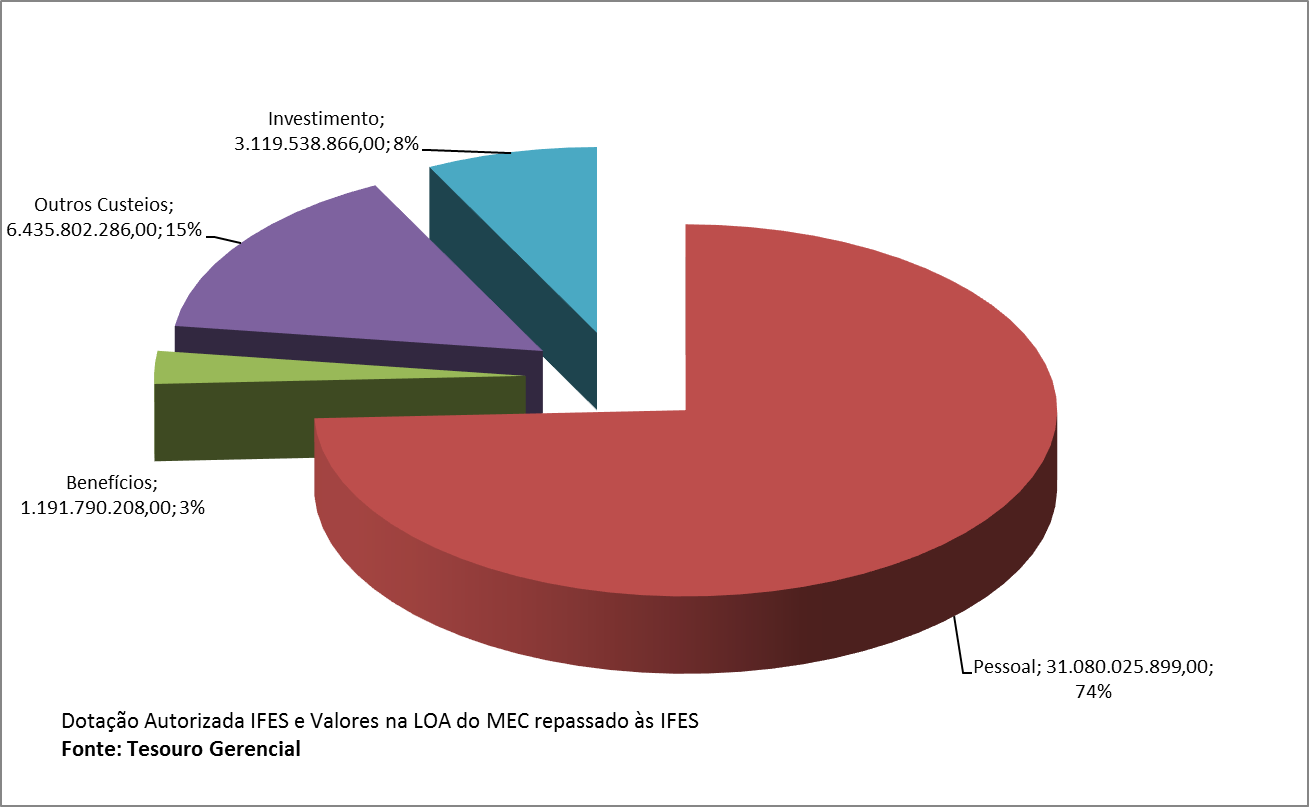 Investimento;
3.119.538.866,00; 8%
Outros Custeios;
6.435.802.286,00; 15%
Benefícios;
1.191.790.208,00; 3%
Pessoal; 31.080.025.899,00;
74%
Dotação Autorizada IFES e Valores na LOA do MEC repassado às IFES
Fonte: Tesouro Gerencial